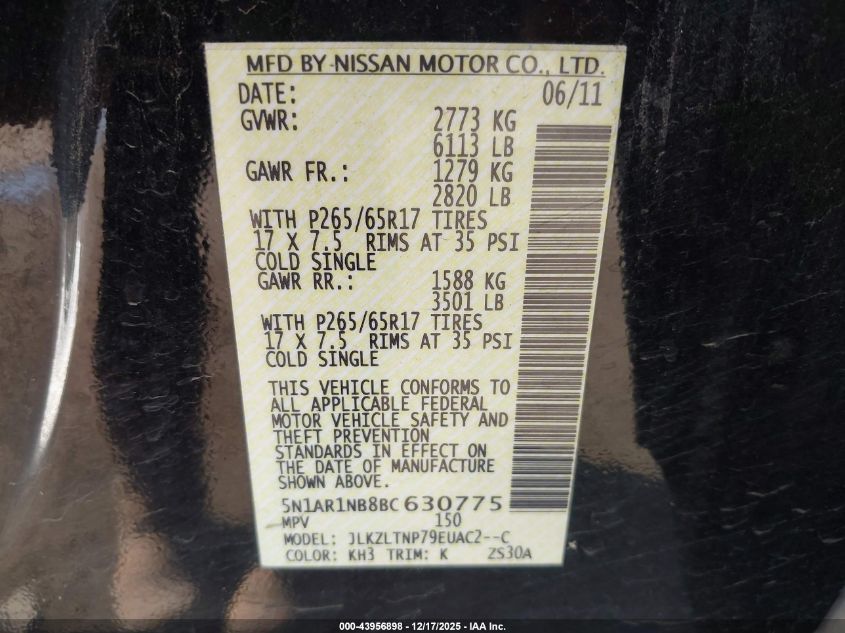 MFD BY NISSAN MOTOR CO., LTD.
DATE: 06/11
GVWR: 2773 KG
6113 LB
GAWR FR.: 1279 KG
2820 LB
WITH P265/65R17 TIRES
17 X 7.5 RIMS AT 35 PSI
COLD SINGLE
GAWR RR.: 1588 KG
3501 LB
WITH P265/65R17 TIRES
17 X 7.5 RIMS AT 35 PSI
COLD SINGLE
THIS VEHICLE CONFORMS TO
ALL APPLICABLE FEDERAL
MOTOR VEHICLE SAFETY AND
THEFT PREVENTION
STANDARDS IN EFFECT ON
THE DATE OF MANUFACTURE
SHOWN ABOVE.
5N1AR1NB8BC630775
MPV 150
MODEL: JLKZLTNP79EUAC2--C
COLOR: KH3 TRIM: K ZS30A
000-43956898 - 12/17/2025 - IAA Inc.